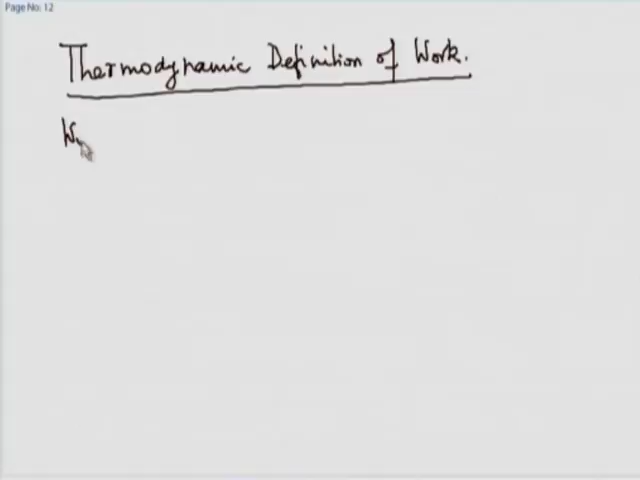 Page No: 12
Thermodynamic Definition of Work.
W